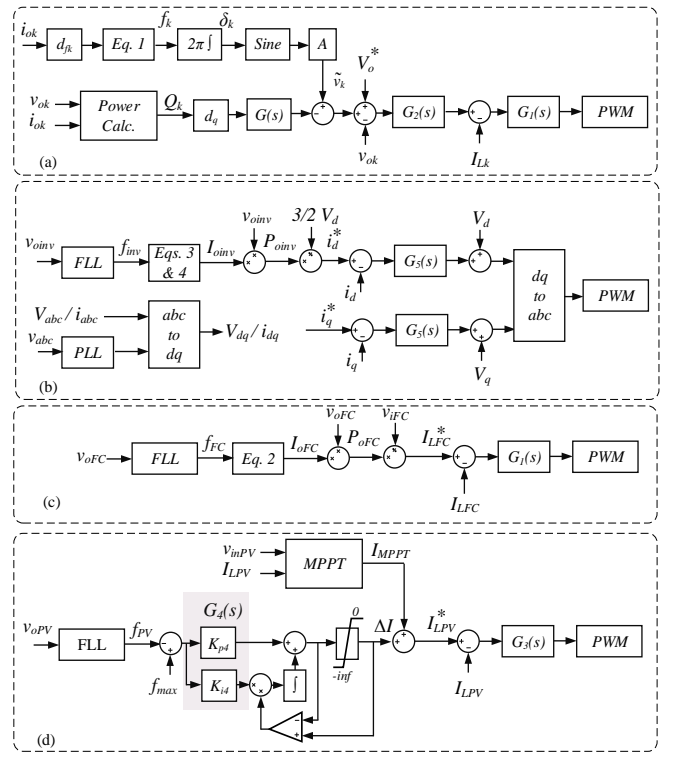 f_k δ_k
i_ok d_fk Eq. 1 2π ∫ Sine A
ṽ_k V_o^*
v_ok Q_k
i_ok Power Calc. d_q G(s) G_2(s) G_1(s) PWM
v_ok I_Lk
(a)
v_oinv 3/2 V_d V_d
v_oinv FLL f_inv Eqs. 3 & 4 I_oinv P_oinv i_d^* G_5(s)
i_d
dq to abc PWM
V_abc / i_abc
v_abc PLL abc to dq V_dq / i_dq i_q^* G_5(s)
i_q V_q
(b)
v_oFC v_iFC
v_oFC FLL f_FC Eq. 2 I_oFC P_oFC I_LFC^* G_1(s) PWM
I_LFC
(c)
v_inPV
I_LPV MPPT I_MPPT
G_4(s)
v_oPV FLL f_PV K_p4 0 ΔI I_LPV^* G_3(s) PWM
-inf
f_max K_i4 ∫ I_LPV
(d)